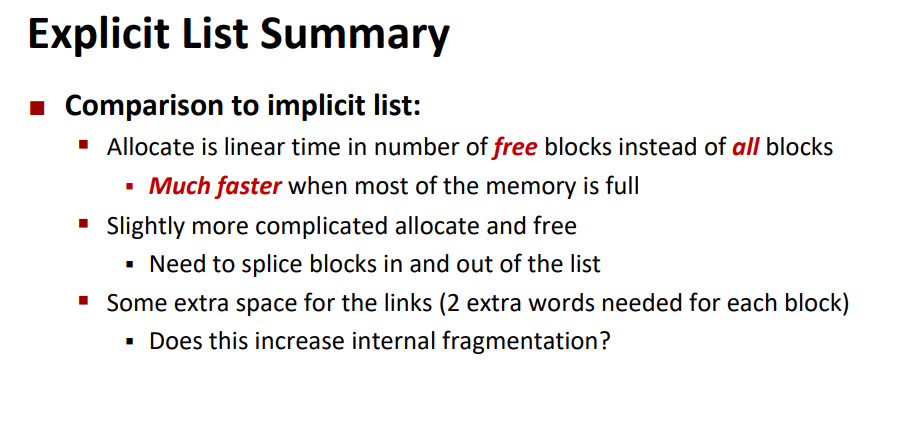 Explicit List Summary
Comparison to implicit list:
Allocate is linear time in number of free blocks instead of all blocks
Much faster when most of the memory is full
Slightly more complicated allocate and free
Need to splice blocks in and out of the list
Some extra space for the links (2 extra words needed for each block)
Does this increase internal fragmentation?